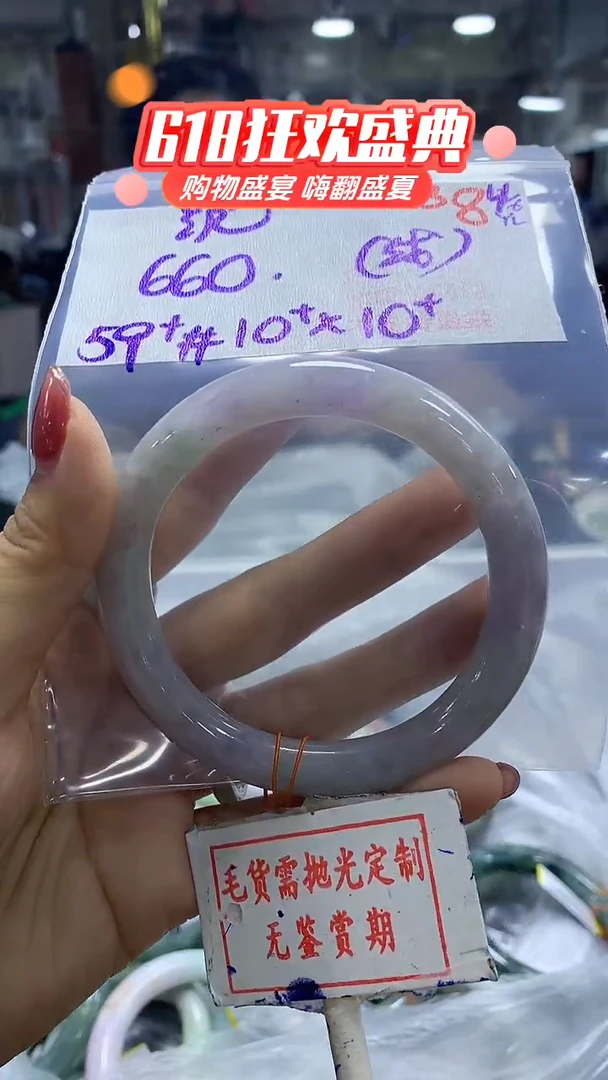 618狂欢盛典
购物盛宴 嗨翻盛夏
8
660.
59⁺# 10⁺x10⁺
毛货需抛光定制
无鉴赏期